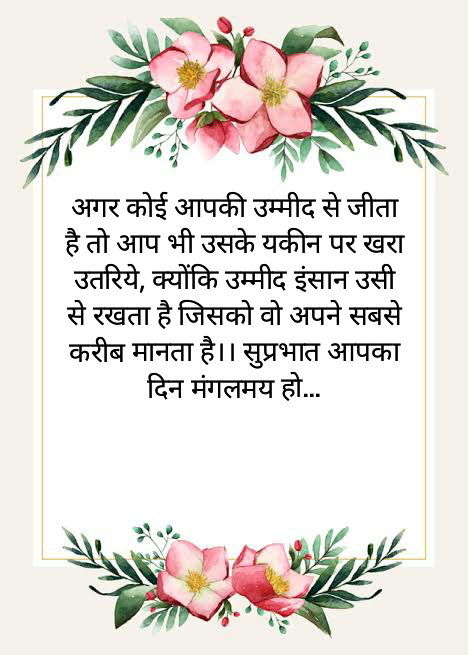 अगर कोई आपकी उम्मीद से जीता
है तो आप भी उसके यकीन पर खरा
उतरिये, क्योंकि उम्मीद इंसान उसी
से रखता है जिसको वो अपने सबसे
करीब मानता है।। सुप्रभात आपका
दिन मंगलमय हो...